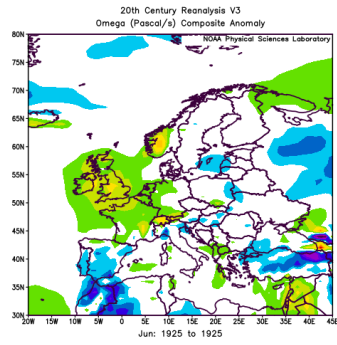 20th Century Reanalysis V3
Omega (Pascal/s) Composite Anomaly
NOAA Physical Sciences Laboratory
80N
75N
70N
65N
60N
55N
50N
45N
40N
35N
30N
20W 15W 10W 5W 0 5E 10E 15E 20E 25E 30E 35E 40E 45E
Jun: 1925 to 1925